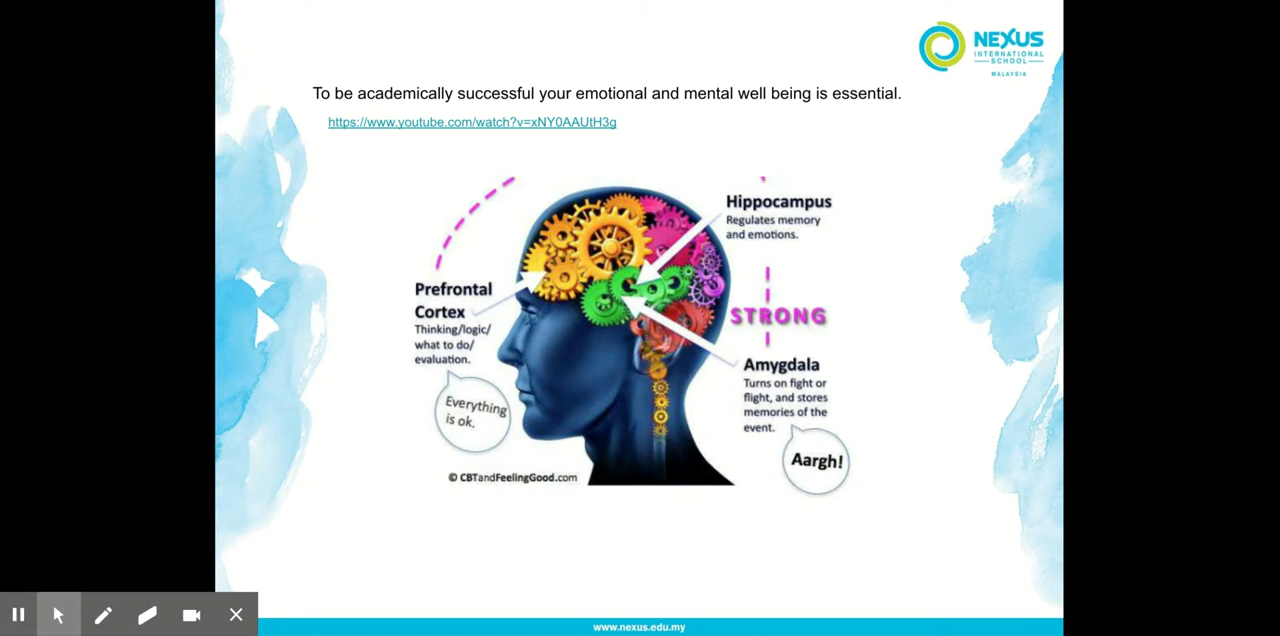 NEXUS
INTERNATIONAL
SCHOOL
MALAYSIA
To be academically successful your emotional and mental well being is essential.
https://www.youtube.com/watch?v=xNY0AAUtH3g
Hippocampus
Regulates memory
and emotions.
Prefrontal
Cortex
Thinking/logic/
what to do/
evaluation.
Everything
is ok.
STRONG
Amygdala
Turns on fight or
flight, and stores
memories of the
event.
Aargh!
© CBTandFeelingGood.com
www.nexus.edu.my